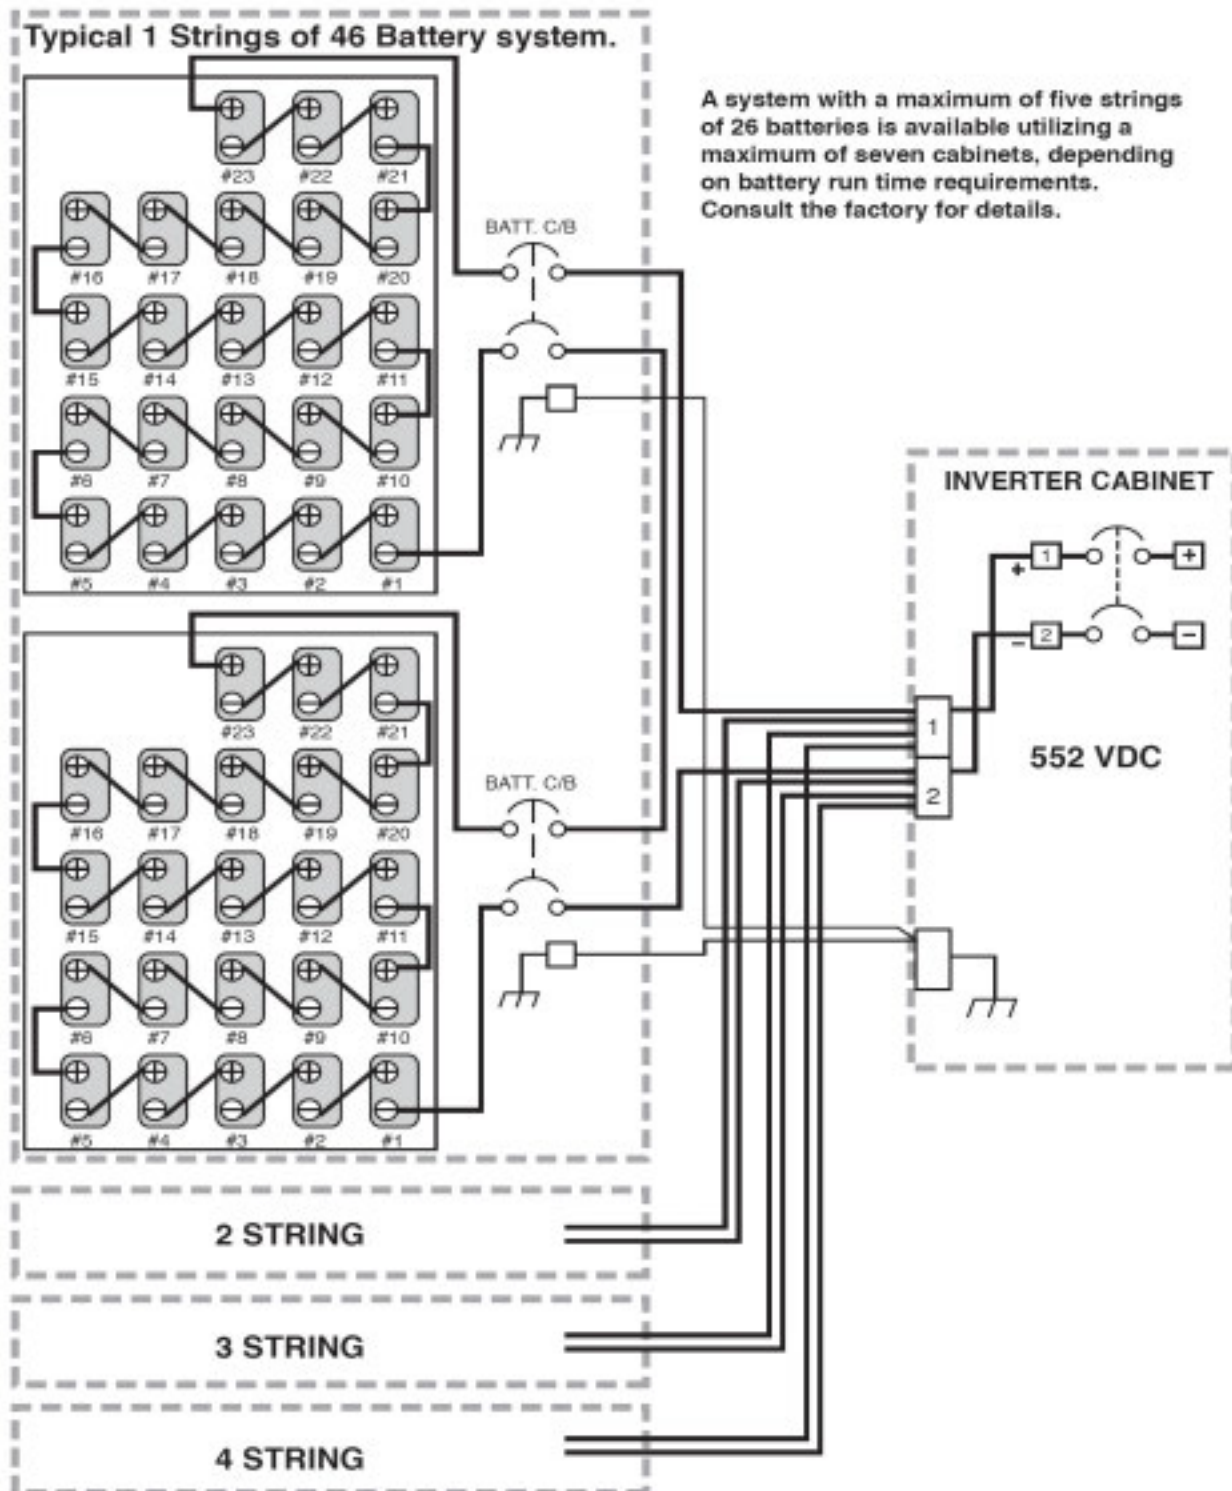 Typical 1 Strings of 46 Battery system.
A system with a maximum of five strings
of 26 batteries is available utilizing a
maximum of seven cabinets, depending
on battery run time requirements.
Consult the factory for details.
#23 #22 #21
BATT. C/B
#16 #17 #18 #19 #20
#15 #14 #13 #12 #11
#6 #7 #8 #9 #10
#5 #4 #3 #2 #1
INVERTER CABINET
+ 1 +
- 2 -
1
552 VDC
2
#23 #22 #21
BATT. C/B
#16 #17 #18 #19 #20
#15 #14 #13 #12 #11
#6 #7 #8 #9 #10
#5 #4 #3 #2 #1
2 STRING
3 STRING
4 STRING